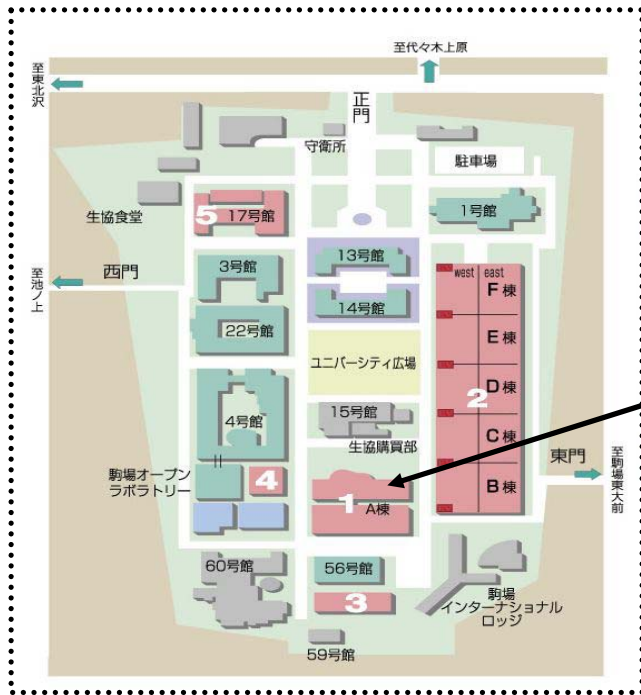 至代々木上原
至東北沢
正門
守衛所
駐車場
生協食堂
5
17号館
1号館
至池ノ上
西門
3号館
13号館
west
east
F棟
14号館
22号館
E棟
ユニバーシティ広場
D棟
2
4号館
15号館
C棟
生協購買部
東門
至駒場東大前
駒場オープン
ラボラトリー
4
1
A棟
B棟
60号館
56号館
3
駒場
インターナショナル
ロッジ
59号館